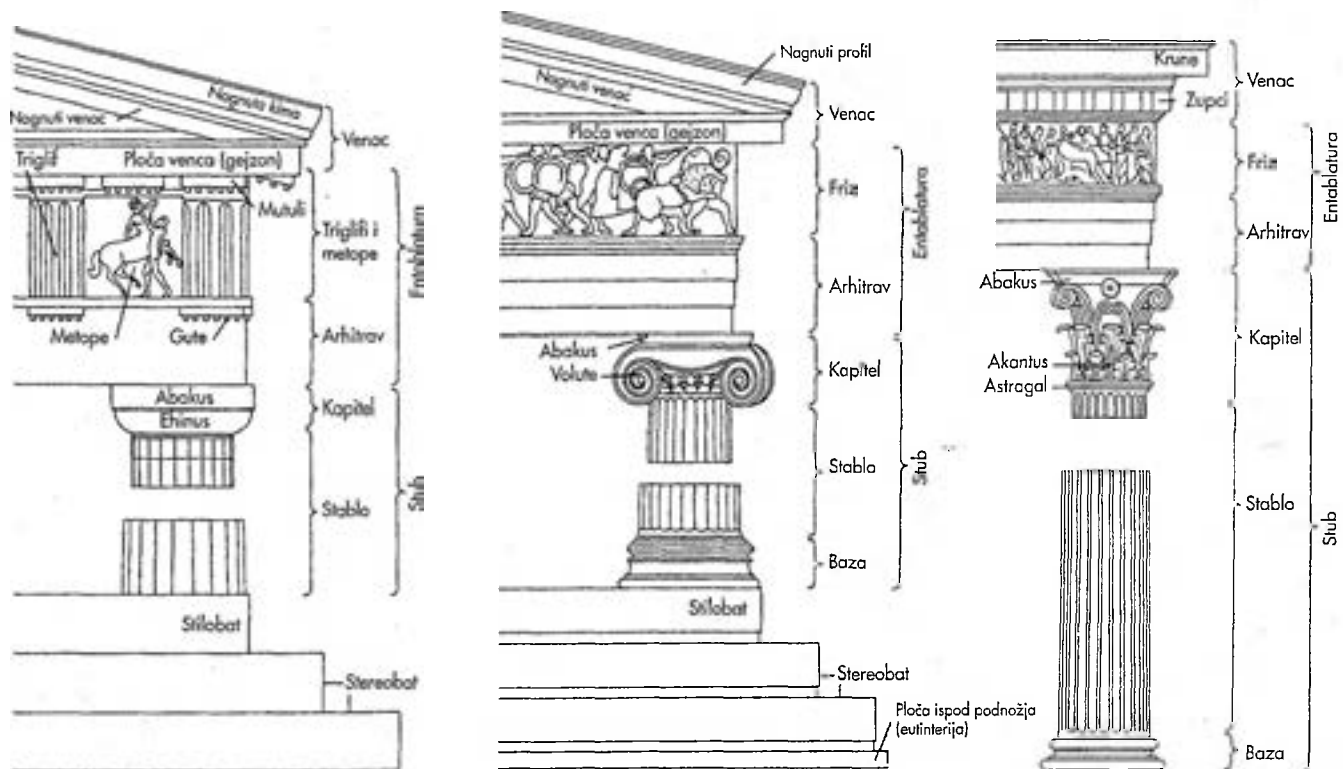 Nagnuta kima
Nagnuti venac
Venac
Triglif
Ploča venca (gejzon)
Mutuli
Triglifi i
metope
Entablatura
Metope
Gute
Arhitrav
Abakus
Ehinus
Kapitel
Stablo
Stub
Stilobat
Stereobat
Nagnuti profil
Nagnuti venac
Venac
Ploča venca (gejzon)
Friz
Entablatura
Arhitrav
Abakus
Volute
Kapitel
Stablo
Stub
Baza
Stilobat
Stereobat
Ploča ispod podnožja
(eutinterija)
Kruna
Venac
Zupci
Friz
Entablatura
Arhitrav
Abakus
Kapitel
Akantus
Astragal
Stablo
Stub
Baza